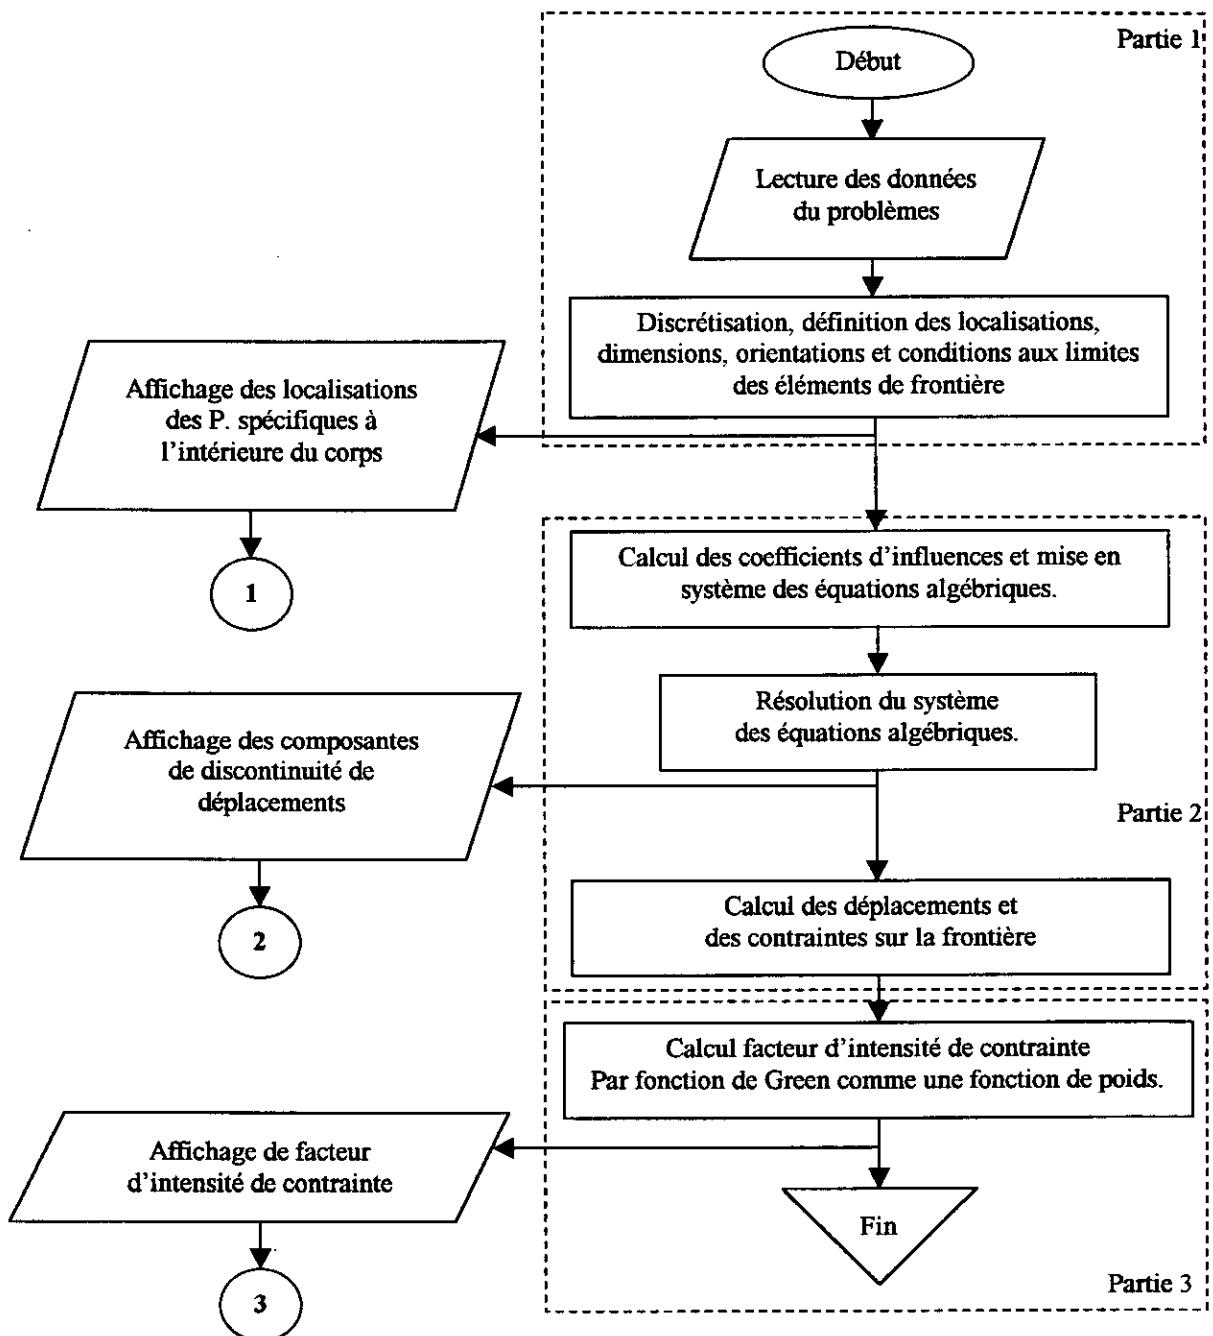 Partie 1
Début
Lecture des données
du problèmes
Discrétisation, définition des localisations,
dimensions, orientations et conditions aux limites
des éléments de frontière
Affichage des localisations
des P. spécifiques à
l'intérieure du corps
1
Calcul des coefficients d'influences et mise en
système des équations algébriques.
Résolution du système
des équations algébriques.
Affichage des composantes
de discontinuité de
déplacements
2
Partie 2
Calcul des déplacements et
des contraintes sur la frontière
Calcul facteur d'intensité de contrainte
Par fonction de Green comme une fonction de poids.
Affichage de facteur
d'intensité de contrainte
3
Fin
Partie 3